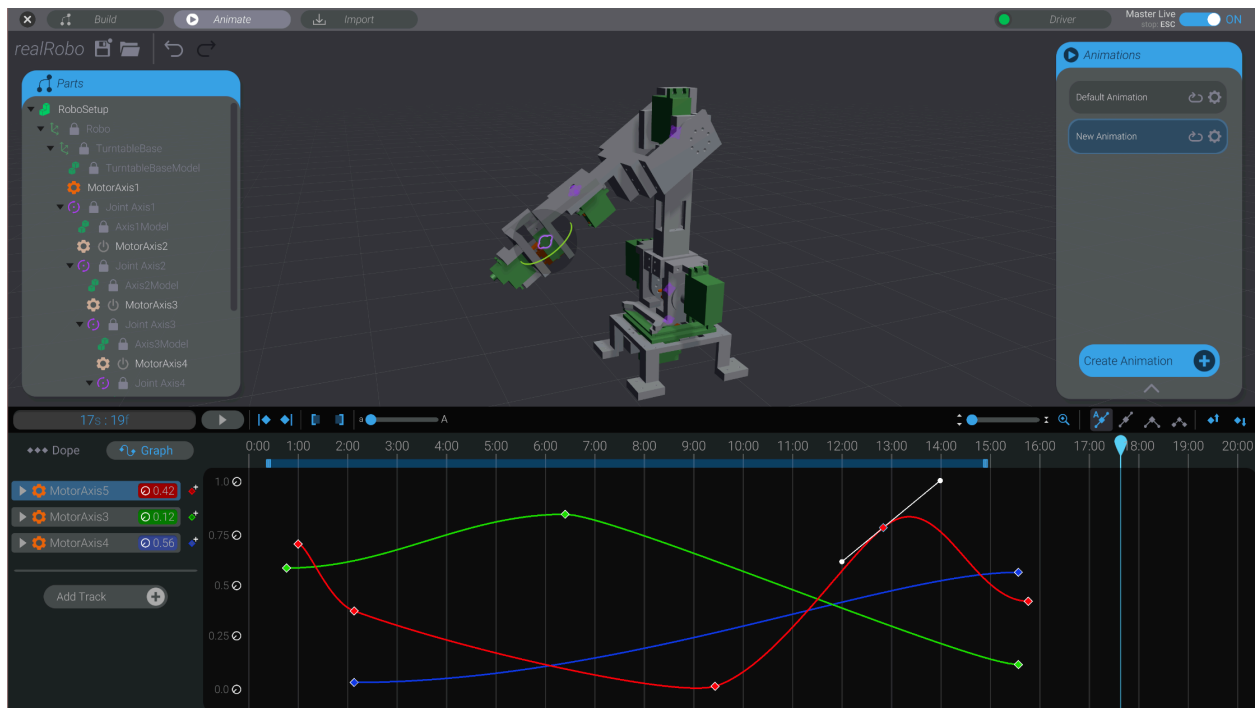 Build
Animate
Import
Driver
Master Live
stop: ESC
ON
realRobo
Parts
RoboSetup
Robo
TurntableBase
TurntableBaseModel
MotorAxis1
Joint Axis1
Axis1Model
MotorAxis2
Joint Axis2
Axis2Model
MotorAxis3
Joint Axis3
Axis3Model
MotorAxis4
Joint Axis4
Animations
Default Animation
New Animation
Create Animation
17s : 19f
a
A
A
Dope
Graph
0:00 1:00 2:00 3:00 4:00 5:00 6:00 7:00 8:00 9:00 10:00 11:00 12:00 13:00 14:00 15:00 16:00 17:00 18:00 19:00 20:00
MotorAxis5 0.42
MotorAxis3 0.12
MotorAxis4 0.56
Add Track
1.0
0.75
0.5
0.25
0.0